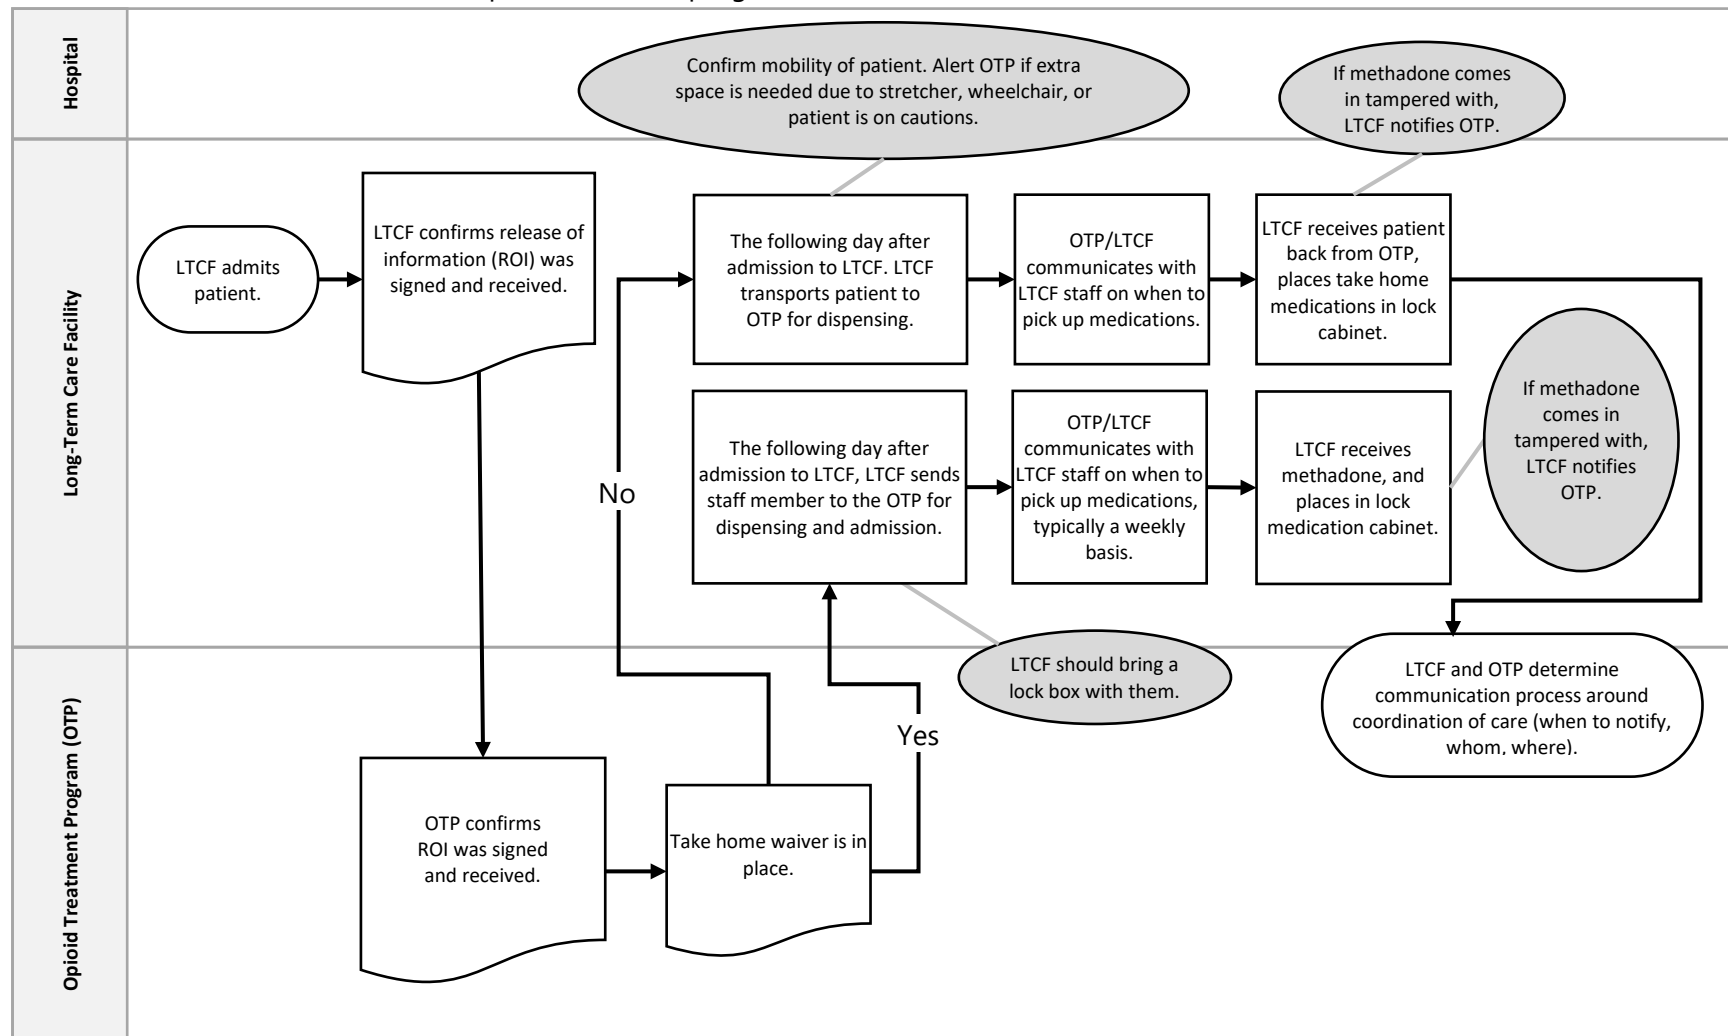 Hospital
Confirm mobility of patient. Alert OTP if extra
space is needed due to stretcher, wheelchair, or
patient is on cautions.
If methadone comes
in tampered with,
LTCF notifies OTP.
Long-Term Care Facility
LTCF admits
patient.
LTCF confirms release of
information (ROI) was
signed and received.
The following day after
admission to LTCF. LTCF
transports patient to
OTP for dispensing.
OTP/LTCF
communicates with
LTCF staff on when to
pick up medications.
LTCF receives patient
back from OTP,
places take home
medications in lock
cabinet.
No
The following day after
admission to LTCF, LTCF sends
staff member to the OTP for
dispensing and admission.
OTP/LTCF
communicates with
LTCF staff on when to
pick up medications,
typically a weekly
basis.
LTCF receives
methadone, and
places in lock
medication cabinet.
If methadone
comes in
tampered with,
LTCF notifies
OTP.
LTCF should bring a
lock box with them.
LTCF and OTP determine
communication process around
coordination of care (when to notify,
whom, where).
Opioid Treatment Program (OTP)
Yes
OTP confirms
ROI was signed
and received.
Take home waiver is in
place.